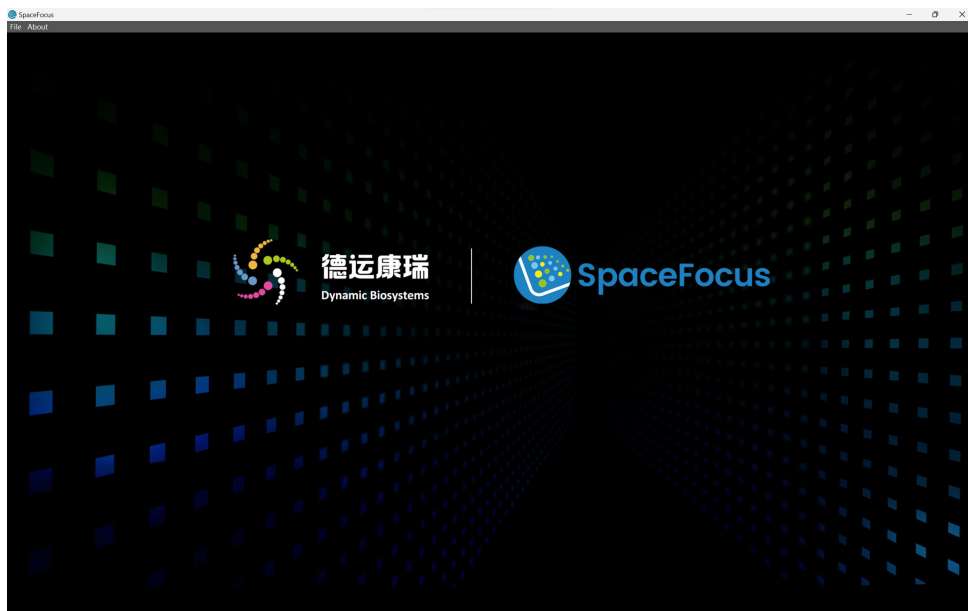 SpaceFocus
File About
德运康瑞
Dynamic Biosystems
SpaceFocus